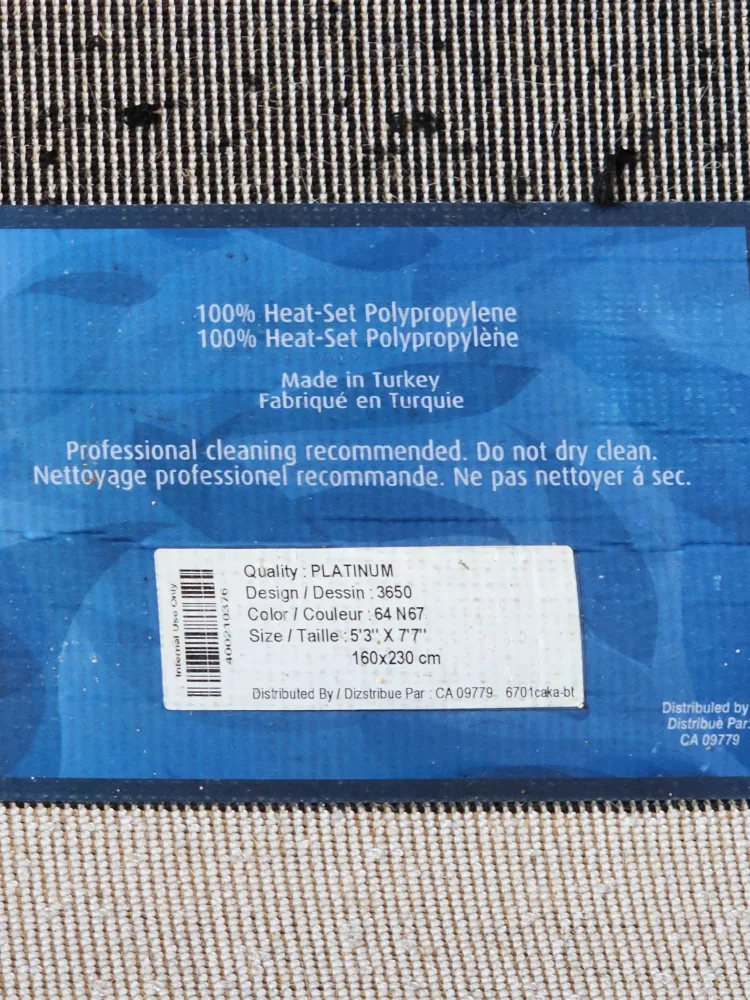 100% Heat-Set Polypropylene
100% Heat-Set Polypropylène
Made in Turkey
Fabriqué en Turquie
Professional cleaning recommended. Do not dry clean.
Nettoyage professionel recommande. Ne pas nettoyer á sec.
Internal Use Only
400210376
Quality : PLATINUM
Design / Dessin : 3650
Color / Couleur : 64 N67
Size / Taille : 5'3'' X 7'7''
160x230 cm
Distributed By / Dizstribue Par : CA 09779 6701caka-bt
Distributed by
Distribuè Par:
CA 09779